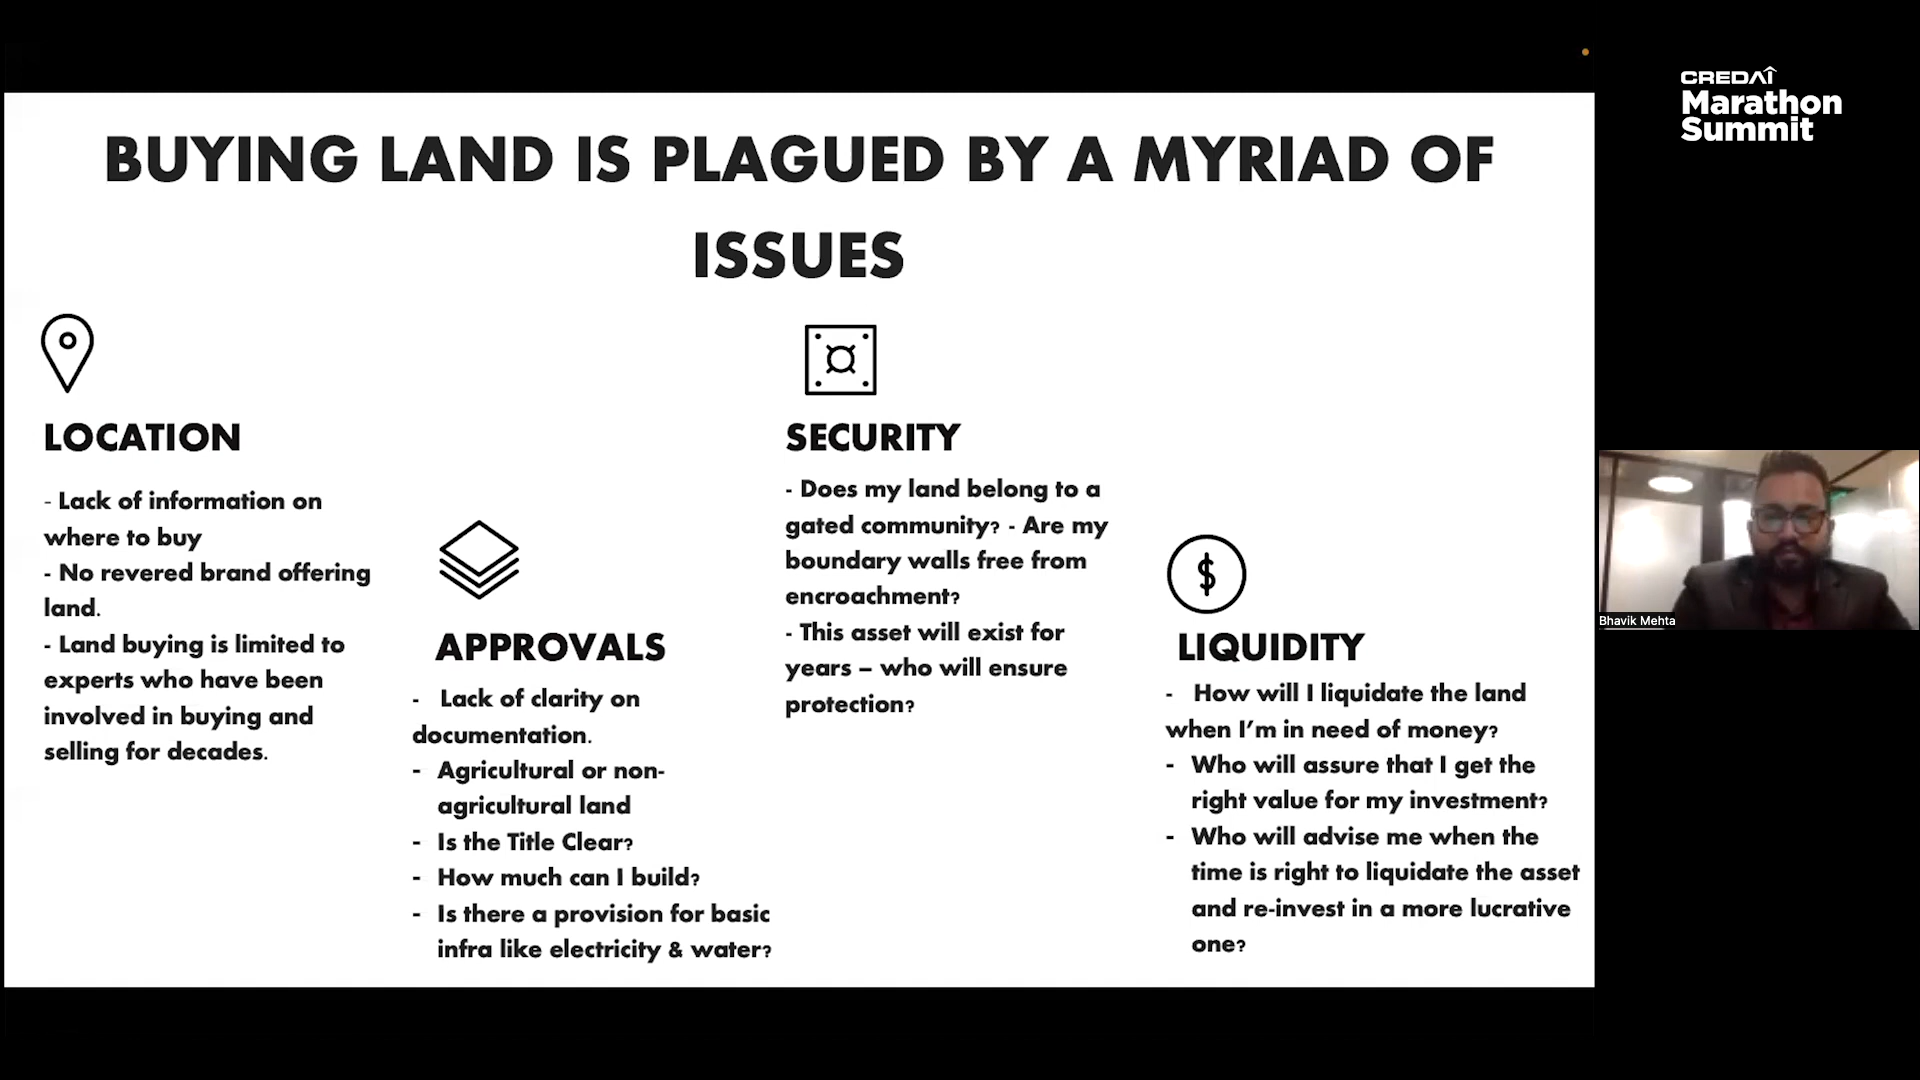 BUYING LAND IS PLAGUED BY A MYRIAD OF
ISSUES
LOCATION
- Lack of information on
where to buy
- No revered brand offering
land.
- Land buying is limited to
experts who have been
involved in buying and
selling for decades.
APPROVALS
- Lack of clarity on
documentation.
- Agricultural or non-
agricultural land
- Is the Title Clear?
- How much can I build?
- Is there a provision for basic
infra like electricity & water?
SECURITY
- Does my land belong to a
gated community? - Are my
boundary walls free from
encroachment?
- This asset will exist for
years – who will ensure
protection?
LIQUIDITY
- How will I liquidate the land
when I’m in need of money?
- Who will assure that I get the
right value for my investment?
- Who will advise me when the
time is right to liquidate the asset
and re-invest in a more lucrative
one?
CREDAI
Marathon
Summit
Bhavik Mehta